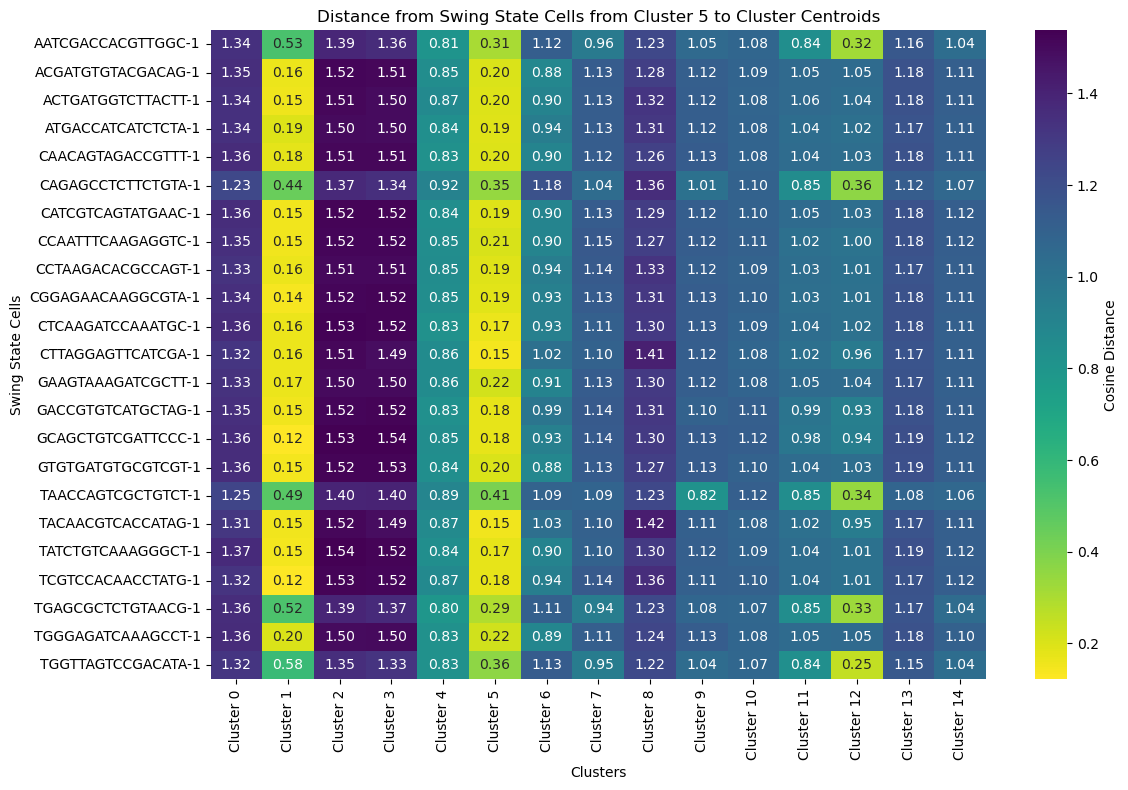 Distance from Swing State Cells from Cluster 5 to Cluster Centroids
AATCGACCACGTTGGC-1 1.34 0.53 1.39 1.36 0.81 0.31 1.12 0.96 1.23 1.05 1.08 0.84 0.32 1.16 1.04
ACGATGTGTACGACAG-1 1.35 0.16 1.52 1.51 0.85 0.20 0.88 1.13 1.28 1.12 1.09 1.05 1.05 1.18 1.11
ACTGATGGTCTTACTT-1 1.34 0.15 1.51 1.50 0.87 0.20 0.90 1.13 1.32 1.12 1.08 1.06 1.04 1.18 1.11
ATGACCATCATCTCTA-1 1.34 0.19 1.50 1.50 0.84 0.19 0.94 1.13 1.31 1.12 1.08 1.04 1.02 1.17 1.11
CAACAGTAGACCGTTT-1 1.36 0.18 1.51 1.51 0.83 0.20 0.90 1.12 1.26 1.13 1.08 1.04 1.03 1.18 1.11
CAGAGCCTCTTCTGTA-1 1.23 0.44 1.37 1.34 0.92 0.35 1.18 1.04 1.36 1.01 1.10 0.85 0.36 1.12 1.07
CATCGTCAGTATGAAC-1 1.36 0.15 1.52 1.52 0.84 0.19 0.90 1.13 1.29 1.12 1.10 1.05 1.03 1.18 1.12
CCAATTTCAAGAGGTC-1 1.35 0.15 1.52 1.52 0.85 0.21 0.90 1.15 1.27 1.12 1.11 1.02 1.00 1.18 1.12
CCTAAGACACGCCAGT-1 1.33 0.16 1.51 1.51 0.85 0.19 0.94 1.14 1.33 1.12 1.09 1.03 1.01 1.17 1.11
CGGAGAACAAGGCGTA-1 1.34 0.14 1.52 1.52 0.85 0.19 0.93 1.13 1.31 1.13 1.10 1.03 1.01 1.18 1.11
CTCAAGATCCAAATGC-1 1.36 0.16 1.53 1.52 0.83 0.17 0.93 1.11 1.30 1.13 1.09 1.04 1.02 1.18 1.11
CTTAGGAGTTCATCGA-1 1.32 0.16 1.51 1.49 0.86 0.15 1.02 1.10 1.41 1.12 1.08 1.02 0.96 1.17 1.11
GAAGTAAAGATCGCTT-1 1.33 0.17 1.50 1.50 0.86 0.22 0.91 1.13 1.30 1.12 1.08 1.05 1.04 1.17 1.11
GACCGTGTCATGCTAG-1 1.35 0.15 1.52 1.52 0.83 0.18 0.99 1.14 1.31 1.10 1.11 0.99 0.93 1.18 1.11
GCAGCTGTCGATTCCC-1 1.36 0.12 1.53 1.54 0.85 0.18 0.93 1.14 1.30 1.13 1.12 0.98 0.94 1.19 1.12
GTGTGATGTGCGTCGT-1 1.36 0.15 1.52 1.53 0.84 0.20 0.88 1.13 1.27 1.13 1.10 1.04 1.03 1.19 1.11
TAACCAGTCGCTGTCT-1 1.25 0.49 1.40 1.40 0.89 0.41 1.09 1.09 1.23 0.82 1.12 0.85 0.34 1.08 1.06
TACAACGTCACCATAG-1 1.31 0.15 1.52 1.49 0.87 0.15 1.03 1.10 1.42 1.11 1.08 1.02 0.95 1.17 1.11
TATCTGTCAAAGGGCT-1 1.37 0.15 1.54 1.52 0.84 0.17 0.90 1.10 1.30 1.12 1.09 1.04 1.01 1.19 1.12
TCGTCCACAACCTATG-1 1.32 0.12 1.53 1.52 0.87 0.18 0.94 1.14 1.36 1.11 1.10 1.04 1.01 1.17 1.12
TGAGCGCTCTGTAACG-1 1.36 0.52 1.39 1.37 0.80 0.29 1.11 0.94 1.23 1.08 1.07 0.85 0.33 1.17 1.04
TGGGAGATCAAAGCCT-1 1.36 0.20 1.50 1.50 0.83 0.22 0.89 1.11 1.24 1.13 1.08 1.05 1.05 1.18 1.10
TGGTTAGTCCGACATA-1 1.32 0.58 1.35 1.33 0.83 0.36 1.13 0.95 1.22 1.04 1.07 0.84 0.25 1.15 1.04
Swing State Cells
Cluster 0
Cluster 1
Cluster 2
Cluster 3
Cluster 4
Cluster 5
Cluster 6
Cluster 7
Cluster 8
Cluster 9
Cluster 10
Cluster 11
Cluster 12
Cluster 13
Cluster 14
Clusters
1.4
1.2
1.0
0.8
0.6
0.4
0.2
Cosine Distance